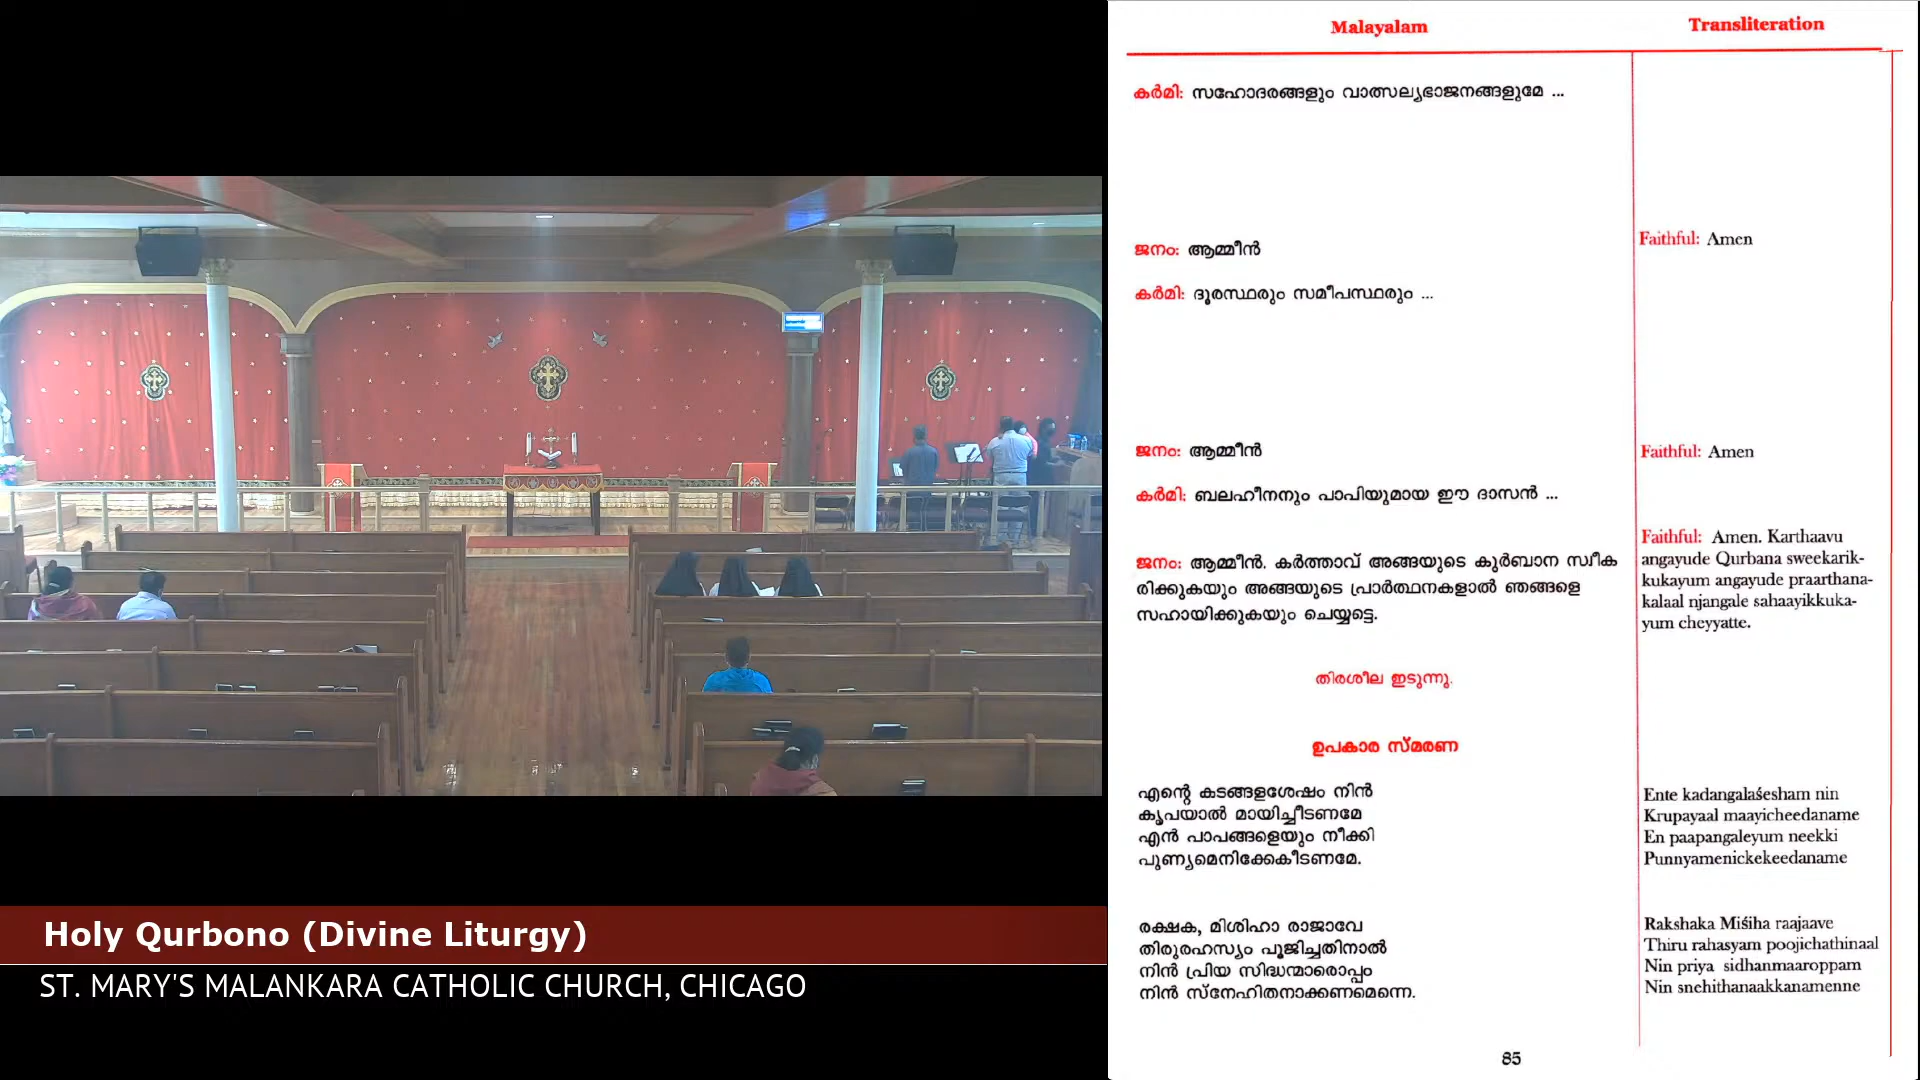 Malayalam
Transliteration
കർമി: സഹോദരങ്ങളും വാത്സല്യഭാജനങ്ങളുമേ ...
ജനം: ആമ്മീൻ
Faithful: Amen
കർമി: ദൂരസ്ഥരും സമീപസ്ഥരും ...
ജനം: ആമ്മീൻ
Faithful: Amen
കർമി: ബലഹീനനും പാപിയുമായ ഈ ദാസൻ ...
ജനം: ആമ്മീൻ. കർത്താവ് അങ്ങയുടെ കുർബാന സ്വീക
രിക്കുകയും അങ്ങയുടെ പ്രാർത്ഥനകളാൽ ഞങ്ങളെ
സഹായിക്കുകയും ചെയ്യട്ടെ.
Faithful: Amen. Karthaavu
angayude Qurbana sweekarik-
kukayum angayude praarthana-
kalaal njangale sahaayikkuka-
yum cheyyatte.
തിരശീല ഇടുന്നു.
ഉപകാര സ്മരണ
എന്റെ കടങ്ങളശേഷം നിൻ
കൃപയാൽ മായിച്ചീടണമേ
എൻ പാപങ്ങളെയും നീക്കി
പുണ്യമെനിക്കേകീടണമേ.
Ente kadangalaśesham nin
Krupayaal maayicheedaname
En paapangaleyum neekki
Punnyamenickekeedaname
രക്ഷക, മിശിഹാ രാജാവേ
തിരുരഹസ്യം പൂജിച്ചതിനാൽ
നിൻ പ്രിയ സിദ്ധന്മാരൊപ്പം
നിൻ സ്നേഹിതനാക്കണമെന്നെ.
Rakshaka Miśiha raajaave
Thiru rahasyam poojichathinaal
Nin priya sidhanmaaroppam
Nin snehithanaakkanamenne
85
Holy Qurbono (Divine Liturgy)
ST. MARY'S MALANKARA CATHOLIC CHURCH, CHICAGO